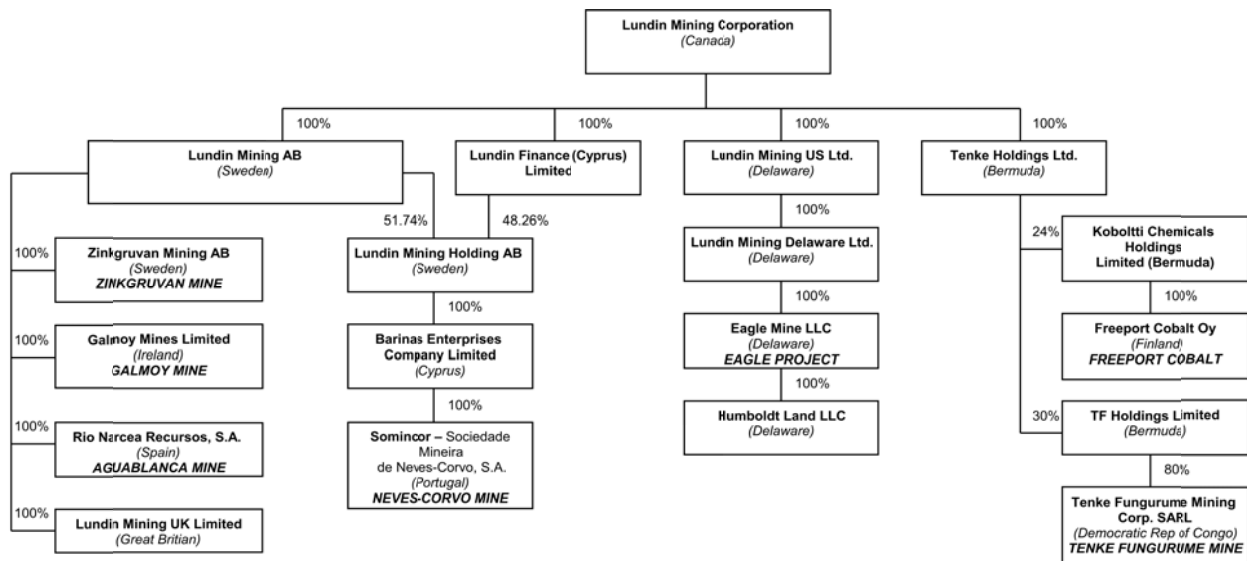 Lundin Mining Corporation
(Canaca)
100%
100%
100%
100%
Lundin Mining AB
(Sweden)
Lundin Finance (Cyprus)
Limited
Lundin Mining US Ltd.
(Delaware)
Tenke Holdings Ltd.
(Bermuda)
51.74%
48.26%
100%
100%
Zinkgruvan Mining AB
(Sweden)
ZINKGRUVAN MINE
Lundin Mining Holding AB
(Sweden)
Lundin Mining Delaware Ltd.
(Delaware)
24%
Koboltti Chemicals
Holdings
Limited (Bermuda)
100%
100%
100%
100%
Galmoy Mines Limited
(Ireland)
GALMOY MINE
Barinas Enterprises
Company Limited
(Cyprus)
Eagle Mine LLC
(Delaware)
EAGLE PROJECT
Freeport Cobalt Oy
(Finland)
FREEPORT COBALT
100%
100%
100%
Rio Narcea Recursos, S.A.
(Spain)
AGUABLANCA MINE
Somincor – Sociedade
Mineira
de Neves-Corvo, S.A.
(Portugal)
NEVES-CORVO MINE
Humboldt Land LLC
(Delaware)
30%
TF Holdings Limited
(Bermuda)
80%
100%
Lundin Mining UK Limited
(Great Britian)
Tenke Fungurume Mining
Corp. SARL
(Democratic Rep of Congo)
TENKE FUNGURUME MINE